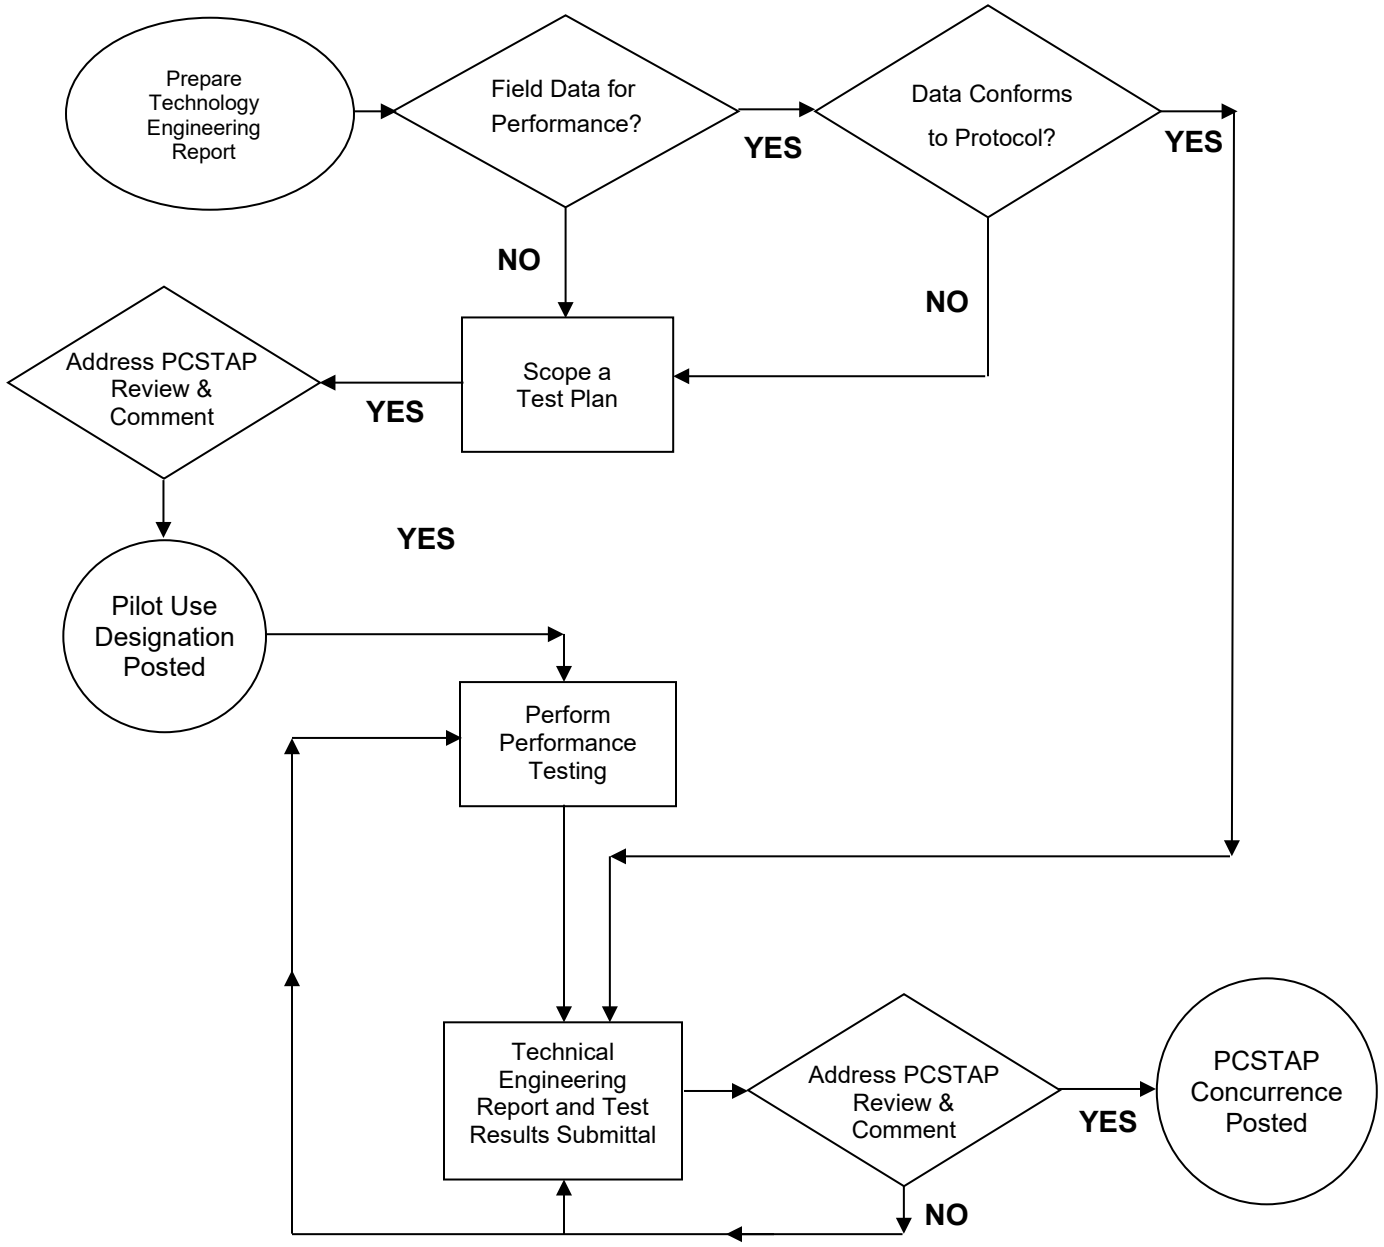 Prepare
Technology
Engineering
Report
Field Data for
Performance?
YES
Data Conforms
to Protocol?
YES
NO
NO
Address PCSTAP
Review &
Comment
YES
Scope a
Test Plan
YES
Pilot Use
Designation
Posted
Perform
Performance
Testing
Technical
Engineering
Report and Test
Results Submittal
Address PCSTAP
Review &
Comment
YES
PCSTAP
Concurrence
Posted
NO